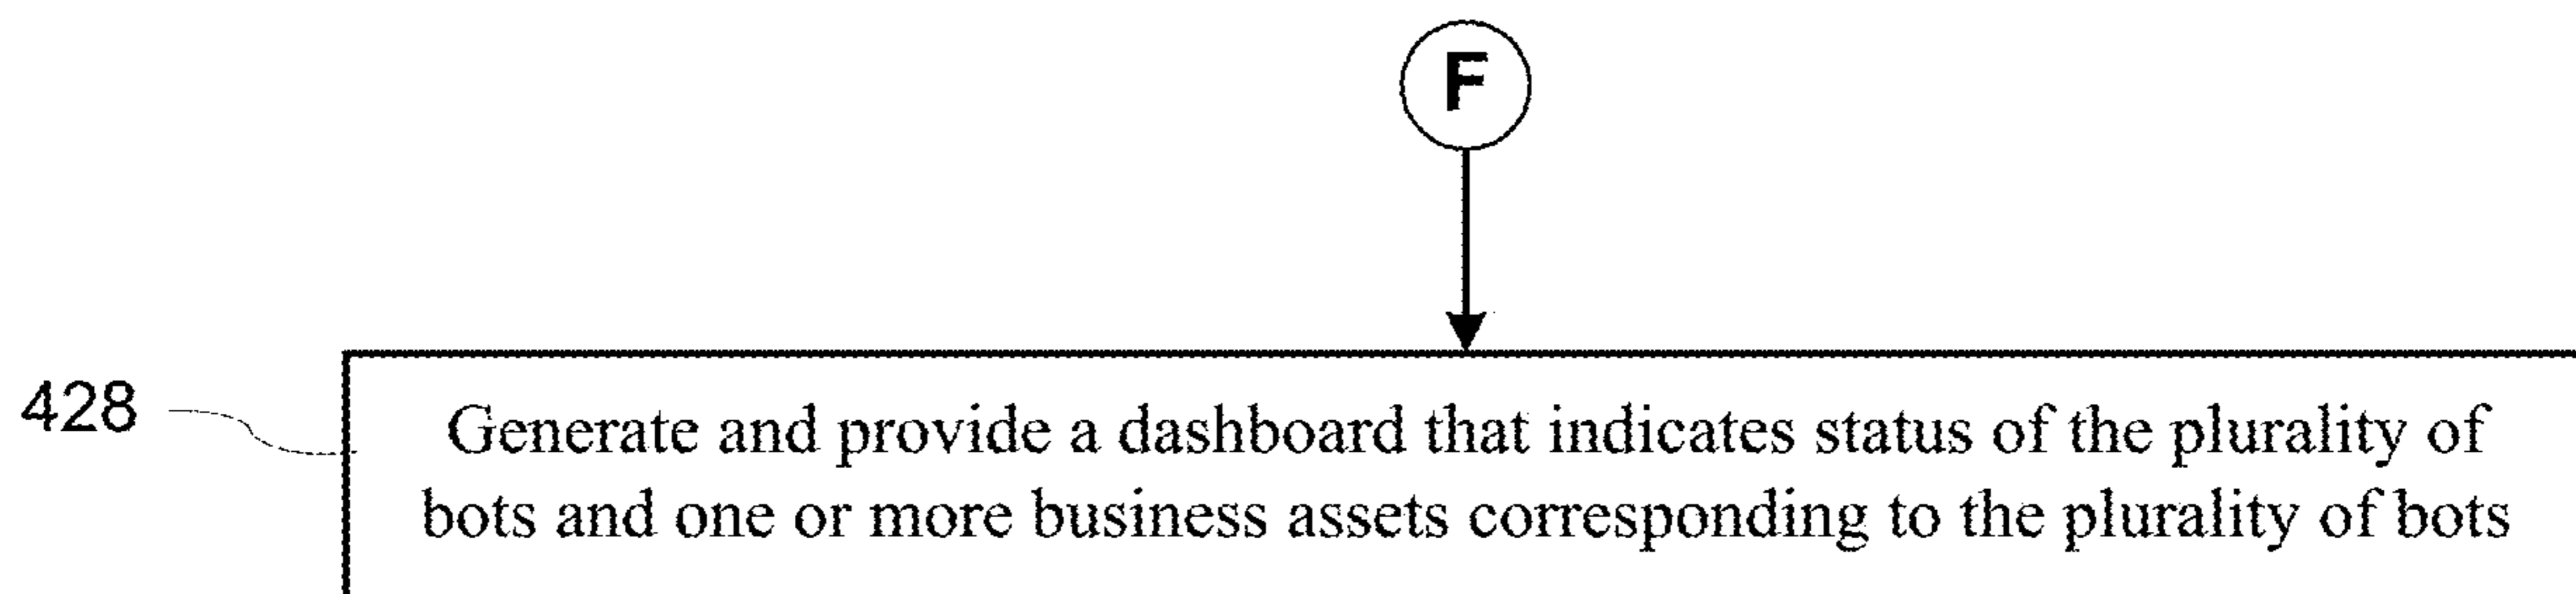 F
428
Generate and provide a dashboard that indicates status of the plurality of
bots and one or more business assets corresponding to the plurality of bots